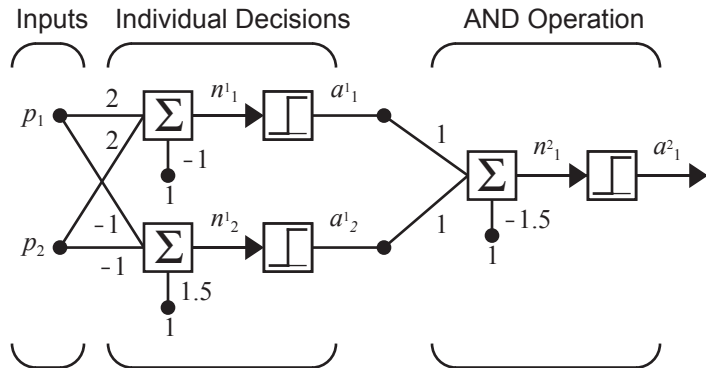 Inputs Individual Decisions AND Operation
p1 2 Σ n¹1 a¹1
2 -1
1
1 Σ n²1 a²1
1 -1.5
1
p2 -1 Σ n¹2 a¹2
-1 1.5
1